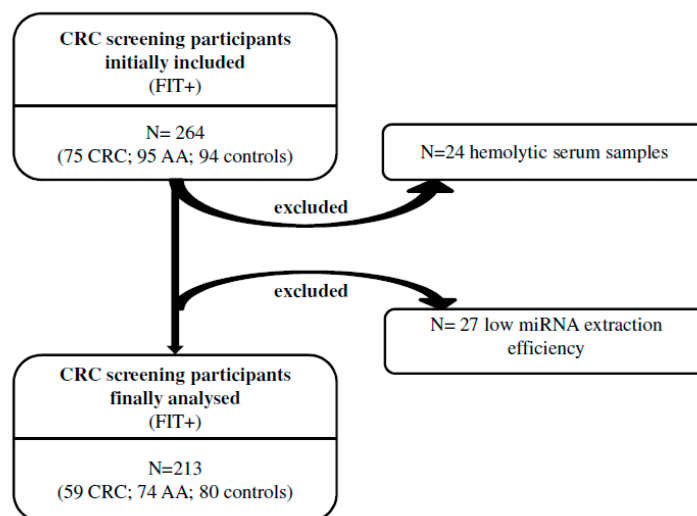 CRC screening participants
initially included
(FIT+)
N= 264
(75 CRC; 95 AA; 94 controls)
N=24 hemolytic serum samples
excluded
excluded
N= 27 low miRNA extraction
efficiency
CRC screening participants
finally analysed
(FIT+)
N=213
(59 CRC; 74 AA; 80 controls)